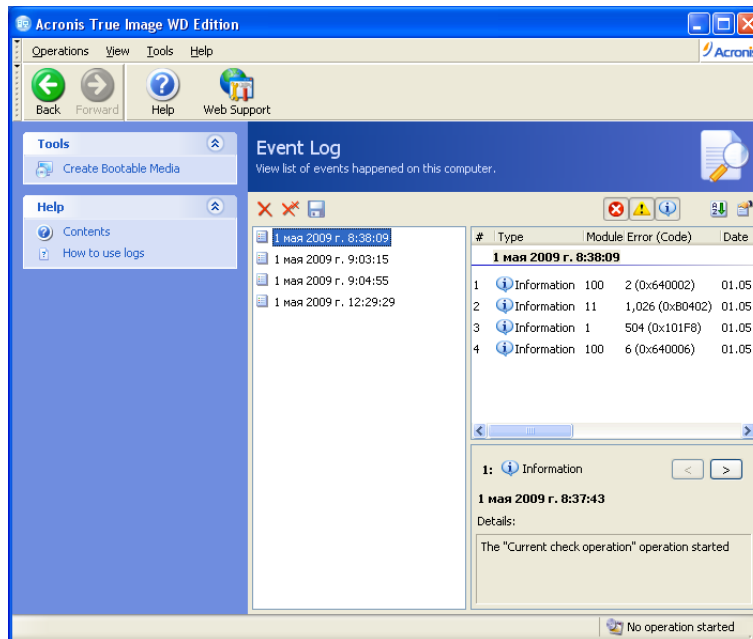 Acronis True Image WD Edition
Operations View Tools Help
Acronis
Back Forward Help Web Support
Tools
Create Bootable Media
Help
Contents
How to use logs
Event Log
View list of events happened on this computer.
1 мая 2009 г. 8:38:09
1 мая 2009 г. 9:03:15
1 мая 2009 г. 9:04:55
1 мая 2009 г. 12:29:29
# Type Module Error (Code) Date
1 мая 2009 г. 8:38:09
1 Information 100 2 (0x640002) 01.05
2 Information 11 1,026 (0xB0402) 01.05
3 Information 1 504 (0x101F8) 01.05
4 Information 100 6 (0x640006) 01.05
1: Information < >
1 мая 2009 г. 8:37:43
Details:
The "Current check operation" operation started
No operation started